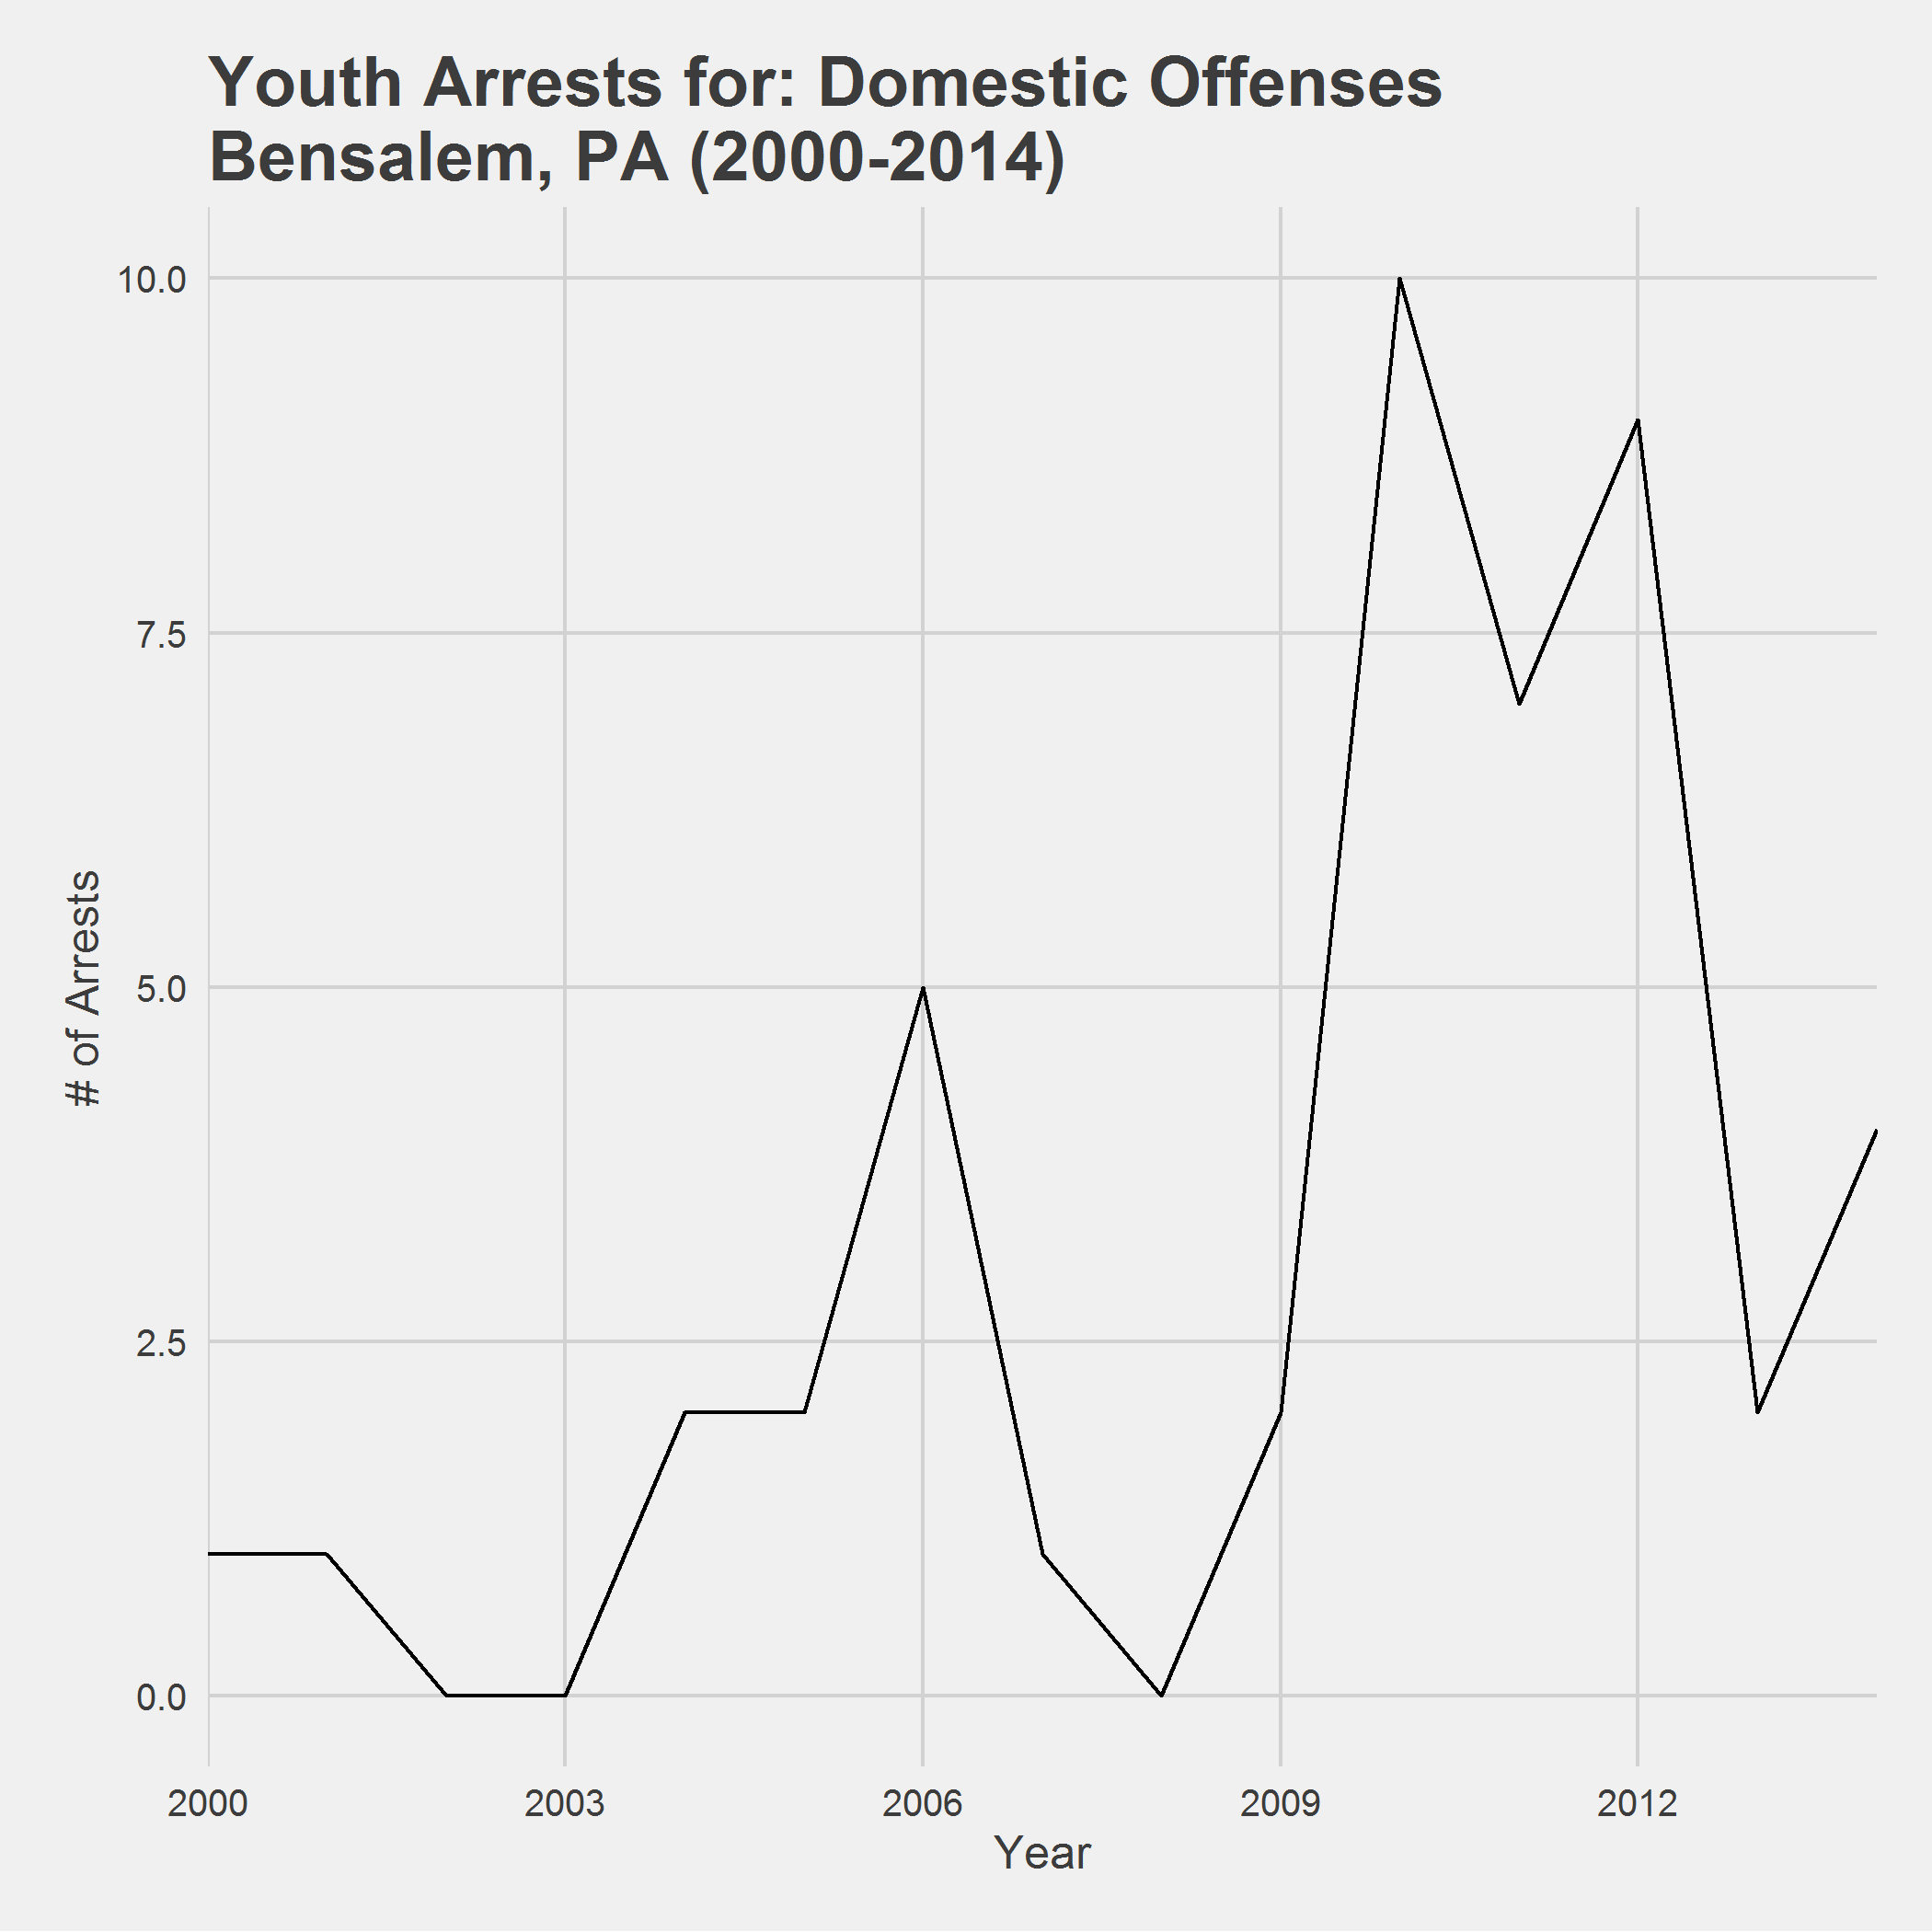 Youth Arrests for: Domestic Offenses
Bensalem, PA (2000-2014)
10.0
7.5
5.0
2.5
0.0
# of Arrests
2000 2003 2006 2009 2012
Year